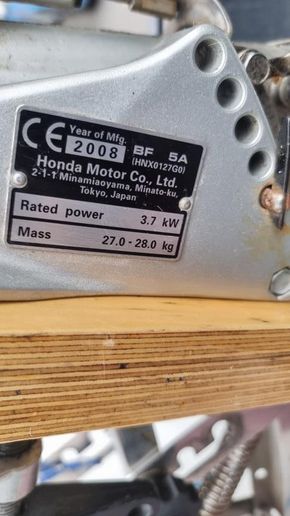 CE Year of Mfg. BF 5A
2008 (HNX0127G0)
Honda Motor Co., Ltd.
2-1-1 Minamiaoyama, Minato-ku,
Tokyo, Japan
Rated power 3.7 kW
Mass 27.0 - 28.0 kg